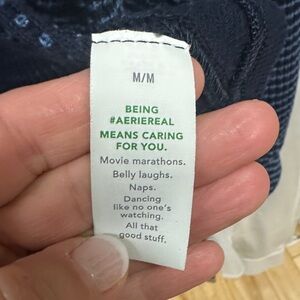 M/M
BEING
#AERIEREAL
MEANS CARING
FOR YOU.
Movie marathons.
Belly laughs.
Naps.
Dancing
like no one's
watching.
All that
good stuff.